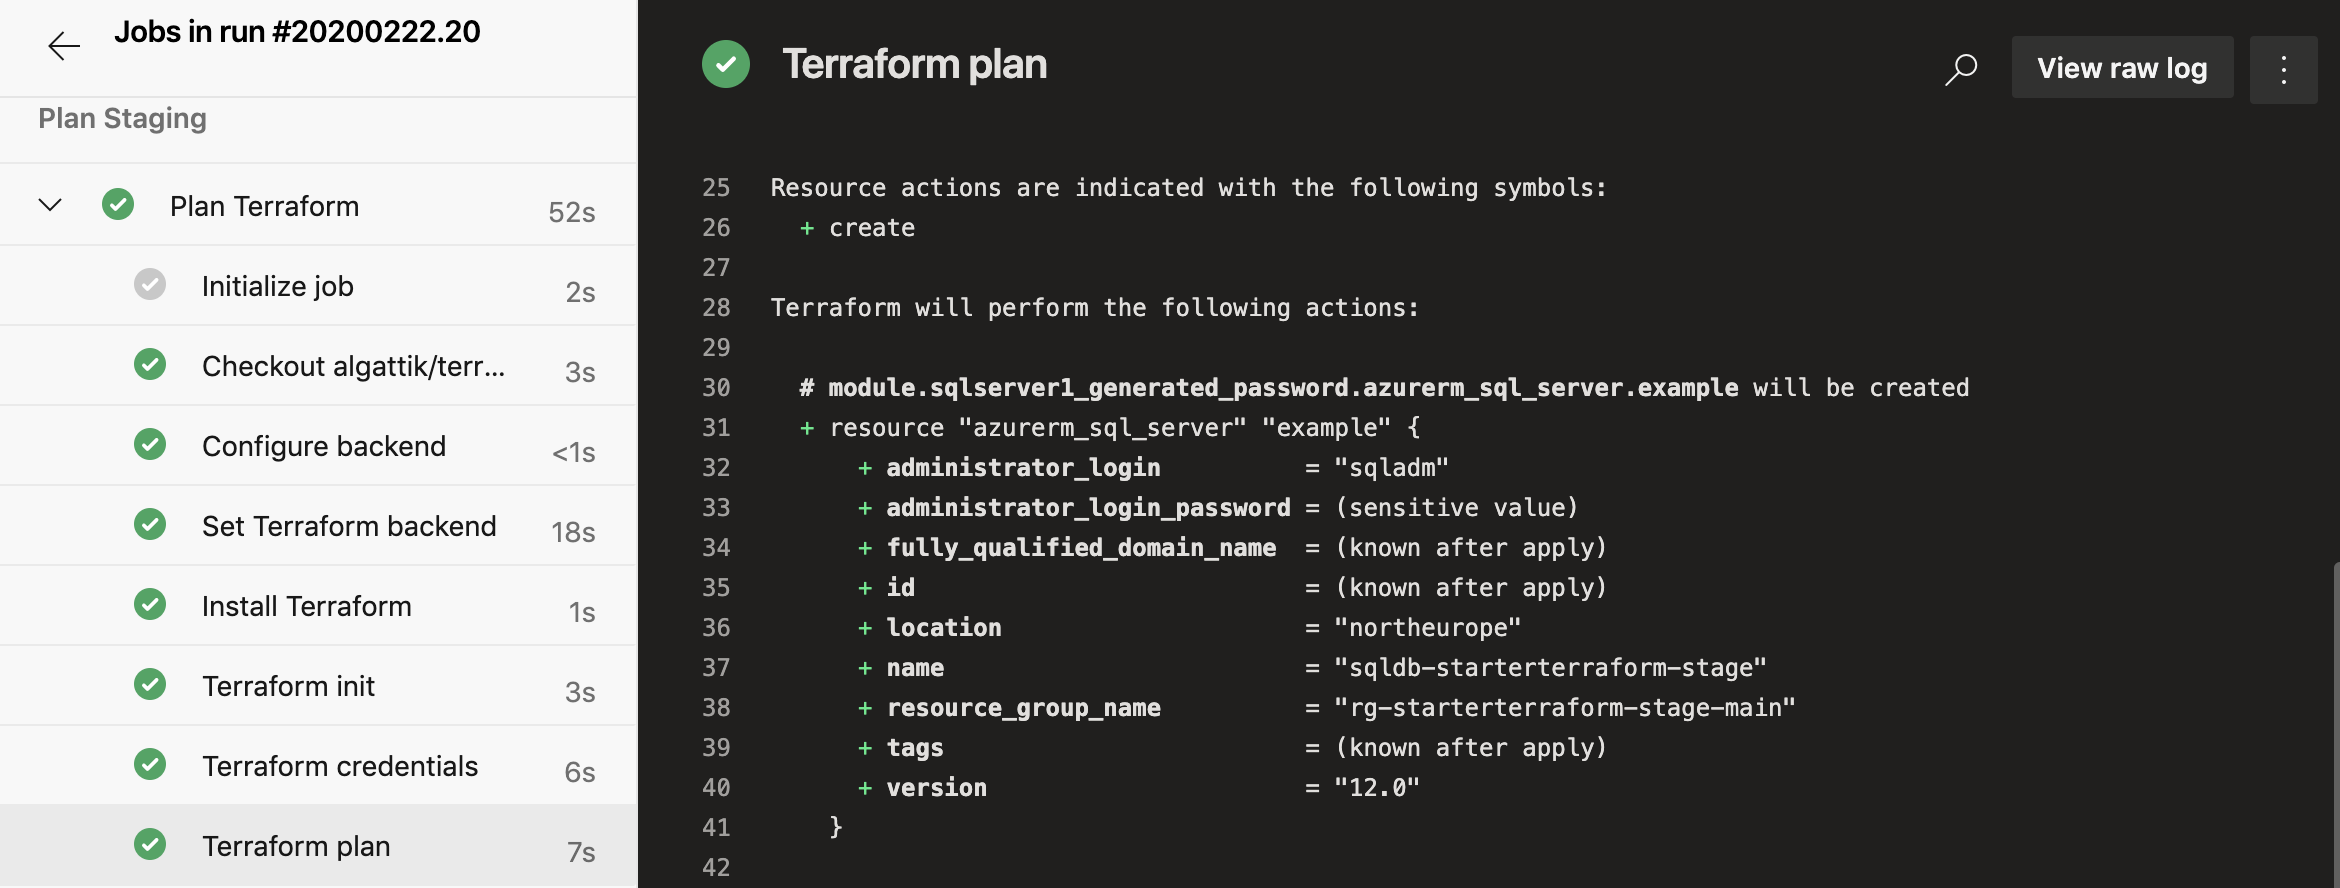 Jobs in run #20200222.20
Plan Staging
Plan Terraform 52s
Initialize job 2s
Checkout algattik/terr... 3s
Configure backend <1s
Set Terraform backend 18s
Install Terraform 1s
Terraform init 3s
Terraform credentials 6s
Terraform plan 7s
Terraform plan
View raw log
25 Resource actions are indicated with the following symbols:
26 + create
27
28 Terraform will perform the following actions:
29
30 # module.sqlserver1_generated_password.azurerm_sql_server.example will be created
31 + resource "azurerm_sql_server" "example" {
32 + administrator_login = "sqladm"
33 + administrator_login_password = (sensitive value)
34 + fully_qualified_domain_name = (known after apply)
35 + id = (known after apply)
36 + location = "northeurope"
37 + name = "sqldb-starterterraform-stage"
38 + resource_group_name = "rg-starterterraform-stage-main"
39 + tags = (known after apply)
40 + version = "12.0"
41 }
42